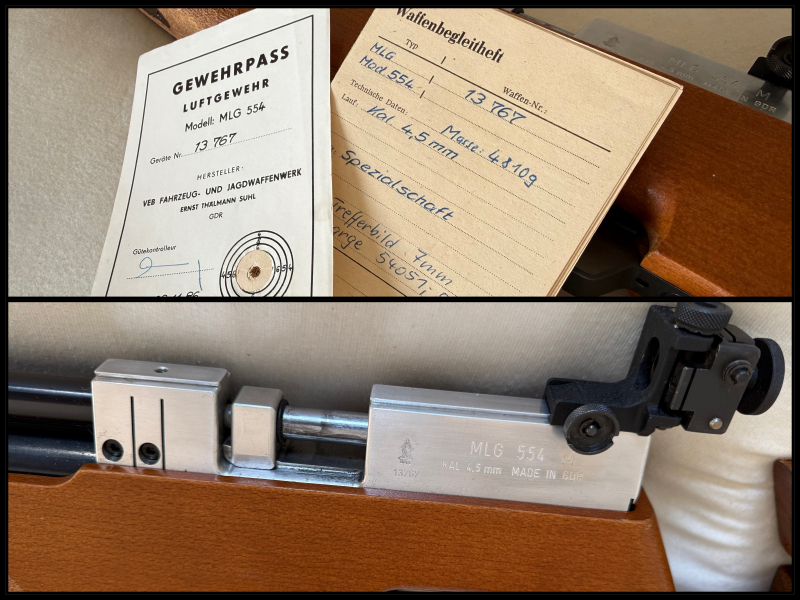 GEWEHRPASS
LUFTGEWEHR
Modell: MLG 554
Geräte Nr. 13 767
HERSTELLER:
VEB FAHRZEUG- UND JAGDWAFFENWERK
ERNST THÄLMANN SUHL
GDR
Gütekontrolleur
Waffenbegleitheft
Typ
Waffen-Nr.:
MLG
Mod 554
13 767
Technische Daten:
Masse: 4810g
Lauf: Kal. 4,5 mm
Spezialschaft
Trefferbild 7mm
54051
MLG 554
KAL 4,5 mm MADE IN GDR
13767